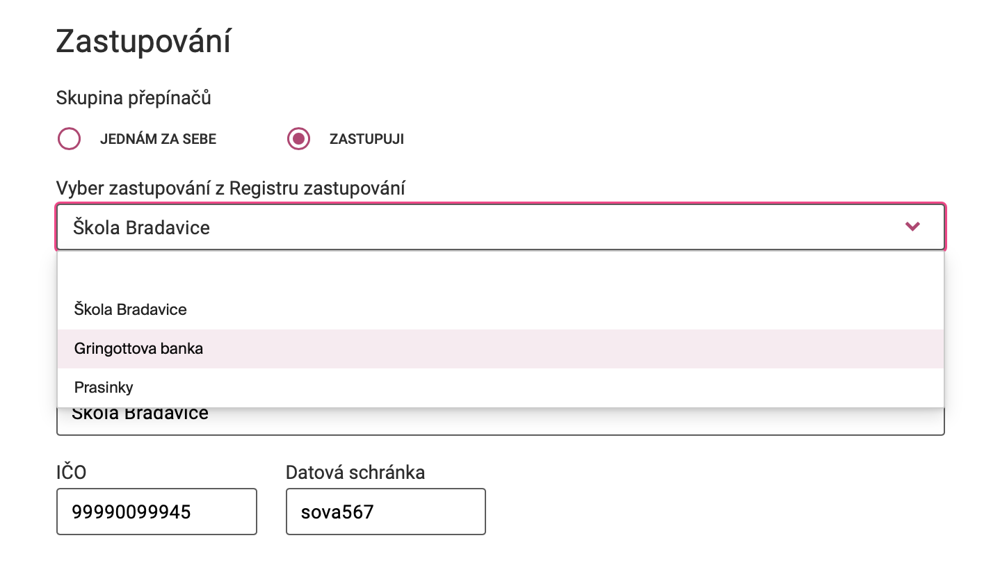 Zastupování
Skupina přepínačů
JEDNÁM ZA SEBE ZASTUPUJI
Vyber zastupování z Registru zastupování
Škola Bradavice
Škola Bradavice
Gringottova banka
Prasinky
Škola Bradavice
IČO Datová schránka
99990099945 sova567